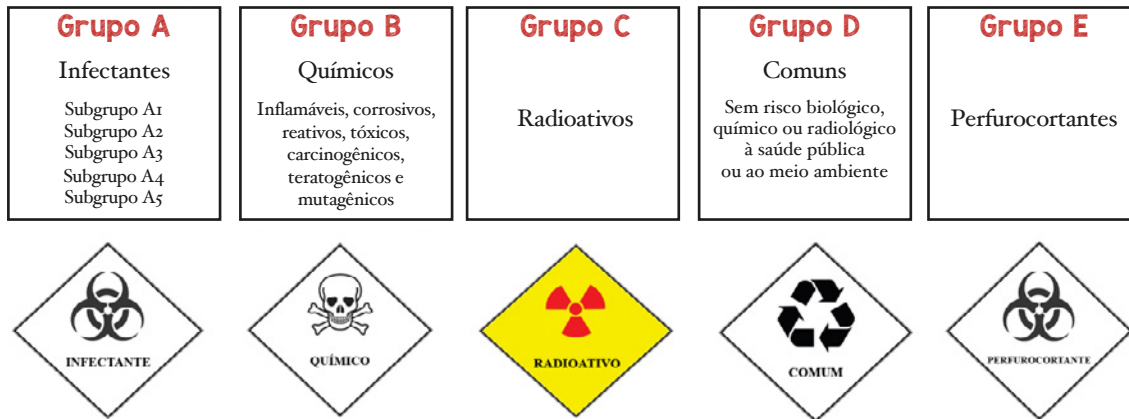 Grupo A
Infectantes
Subgrupo A1
Subgrupo A2
Subgrupo A3
Subgrupo A4
Subgrupo A5
INFECTANTE
Grupo B
Químicos
Inflamáveis, corrosivos,
reativos, tóxicos,
carcinogênicos,
teratogênicos e
mutagênicos
QUÍMICO
Grupo C
Radioativos
RADIOATIVO
Grupo D
Comuns
Sem risco biológico,
químico ou radiológico
à saúde pública
ou ao meio ambiente
COMUM
Grupo E
Perfurocortantes
PERFUROCORTANTE